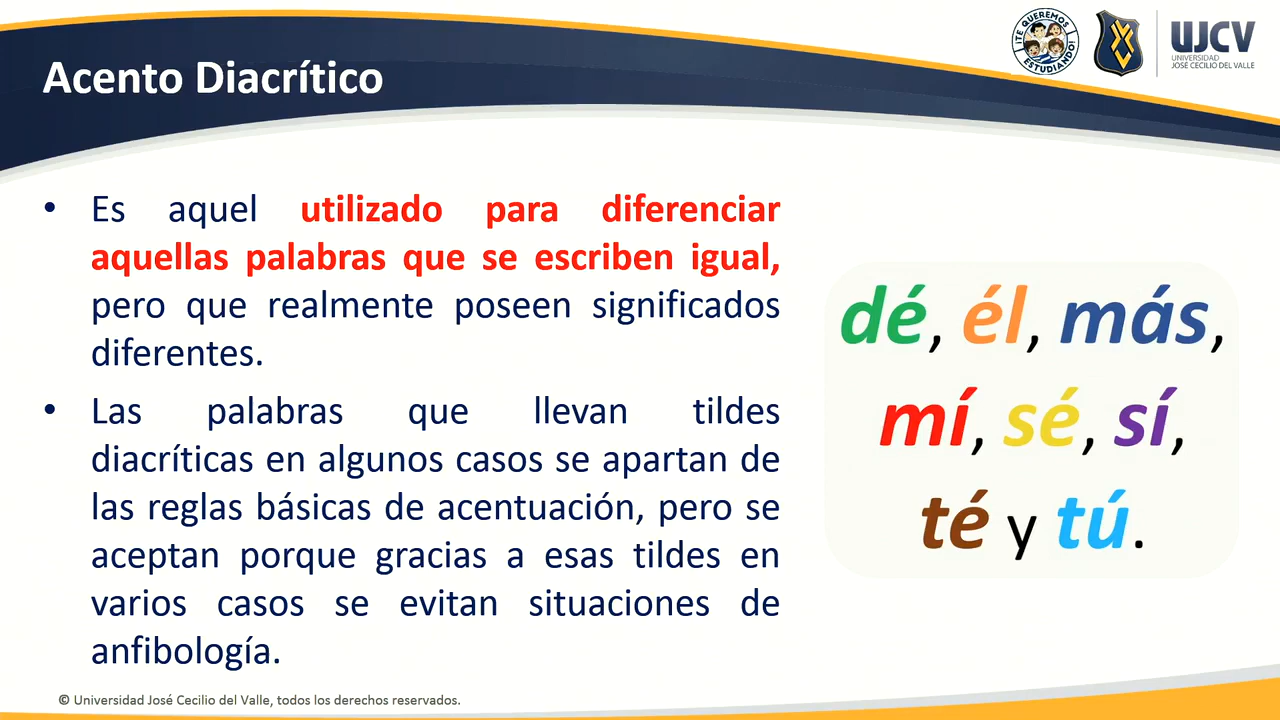 Acento Diacrítico
¡TE QUEREMOS
ESTUDIANDO!
UJCV
UNIVERSIDAD
JOSÉ CECILIO DEL VALLE
• Es aquel utilizado para diferenciar
aquellas palabras que se escriben igual,
pero que realmente poseen significados
diferentes.
• Las palabras que llevan tildes
diacríticas en algunos casos se apartan de
las reglas básicas de acentuación, pero se
aceptan porque gracias a esas tildes en
varios casos se evitan situaciones de
anfibología.
dé, él, más,
mí, sé, sí,
té y tú.
© Universidad José Cecilio del Valle, todos los derechos reservados.